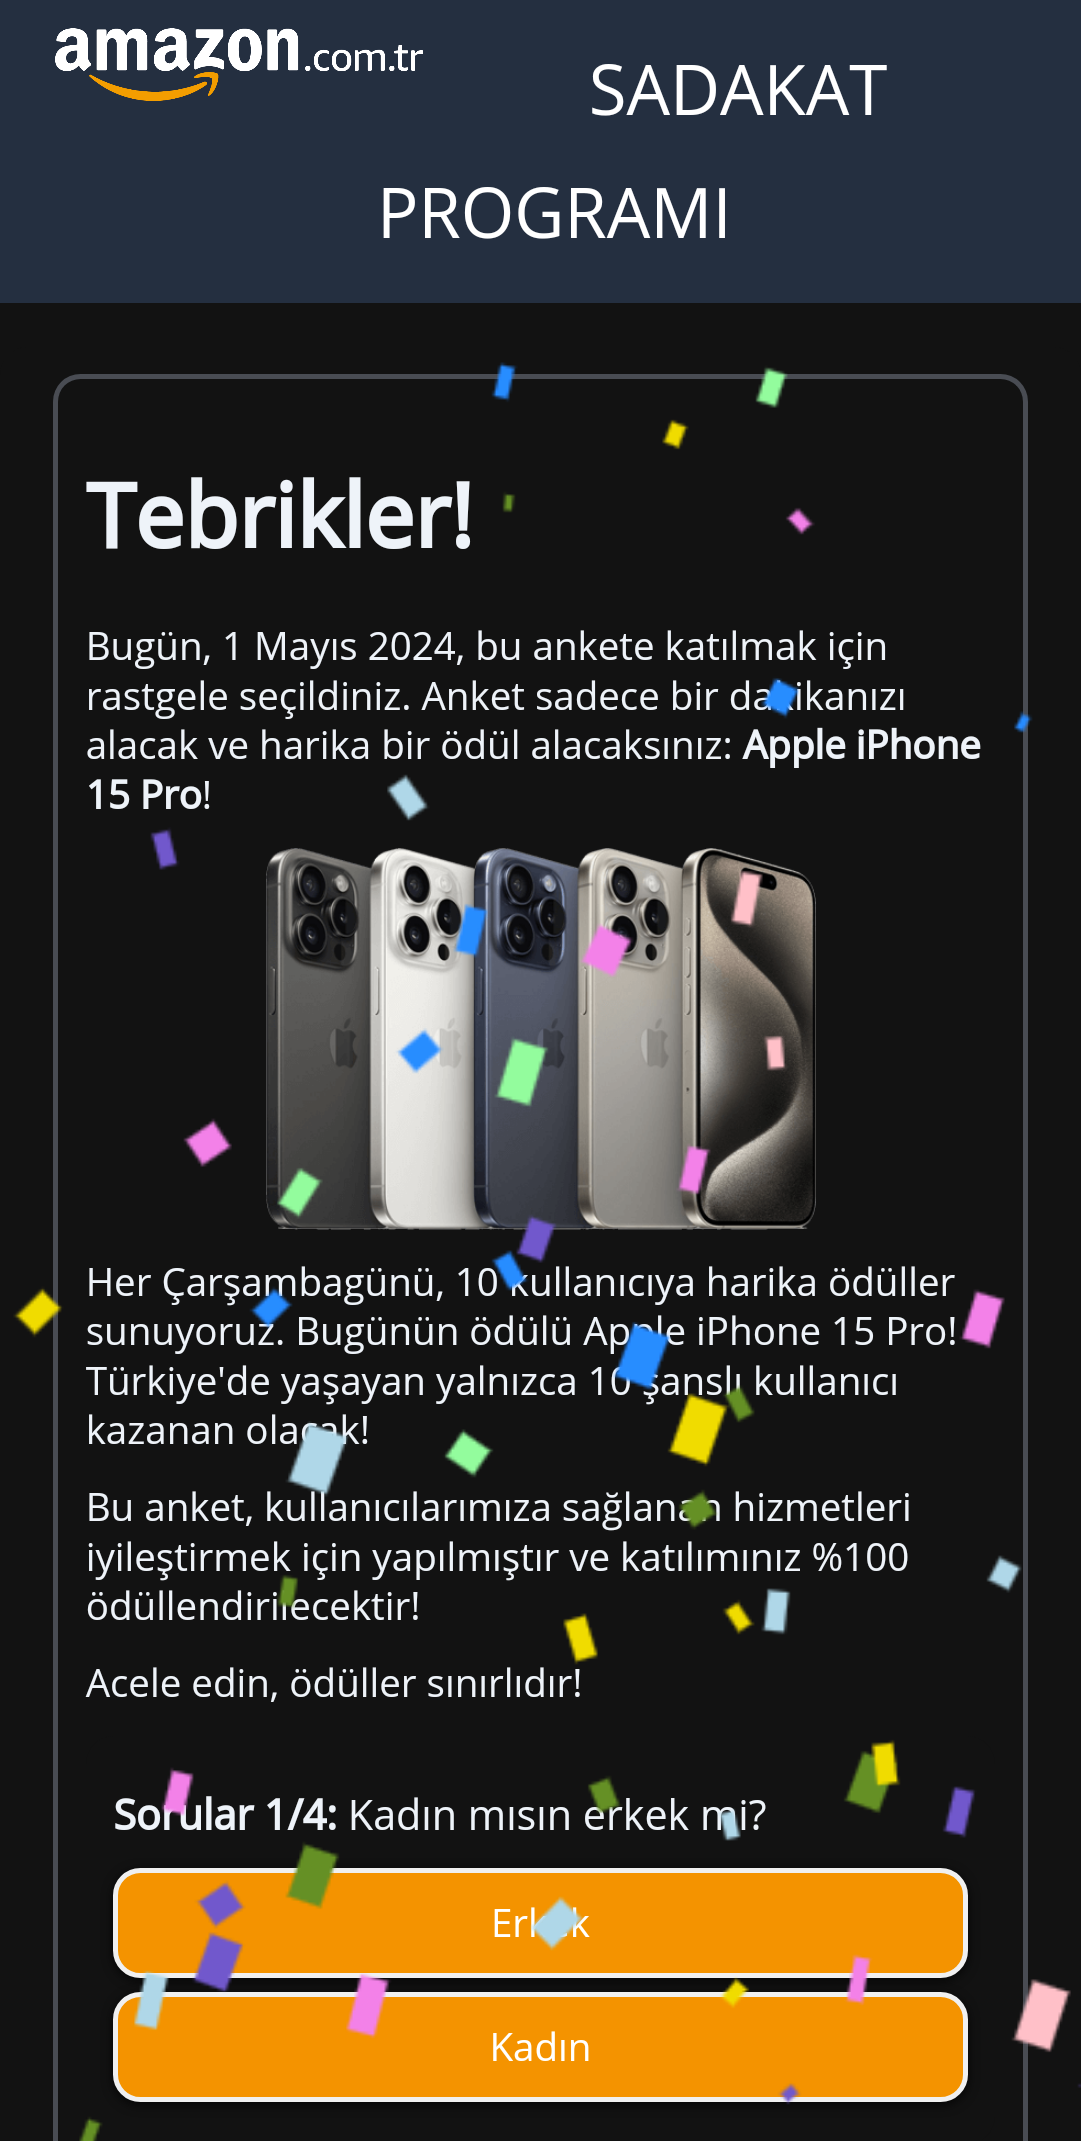 amazon.com.tr SADAKAT
PROGRAMI
Tebrikler!
Bugün, 1 Mayıs 2024, bu ankete katılmak için
rastgele seçildiniz. Anket sadece bir dakikanızı
alacak ve harika bir ödül alacaksınız: Apple iPhone
15 Pro!
Her Çarşambagünü, 10 kullanıcıya harika ödüller
sunuyoruz. Bugünün ödülü Apple iPhone 15 Pro!
Türkiye'de yaşayan yalnızca 10 şanslı kullanıcı
kazanan olacak!
Bu anket, kullanıcılarımıza sağlanan hizmetleri
iyileştirmek için yapılmıştır ve katılımınız %100
ödüllendirilecektir!
Acele edin, ödüller sınırlıdır!
Sorular 1/4: Kadın mısın erkek mi?
Erkek
Kadın